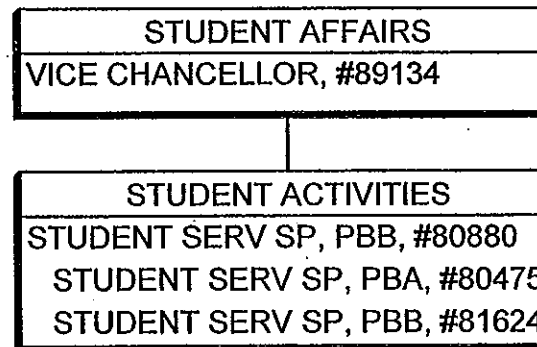 STUDENT AFFAIRS
VICE CHANCELLOR, #89134
STUDENT ACTIVITIES
STUDENT SERV SP, PBB, #80880
STUDENT SERV SP, PBA, #80475
STUDENT SERV SP, PBB, #81624